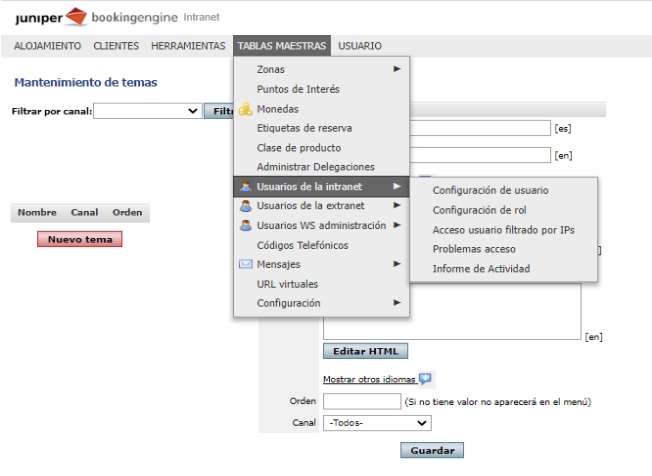 juniper bookingengine Intranet
ALOJAMIENTO CLIENTES HERRAMIENTAS TABLAS MAESTRAS USUARIO
Mantenimiento de temas
Filtrar por canal:
Nombre Canal Orden
Nuevo tema
Zonas
Puntos de Interés
Monedas
Etiquetas de reserva
Clase de producto
Administrar Delegaciones
Usuarios de la intranet
Usuarios de la extranet
Usuarios WS administración
Códigos Telefónicos
Mensajes
URL virtuales
Configuración
Configuración de usuario
Configuración de rol
Acceso usuario filtrado por IPs
Problemas acceso
Informe de Actividad
[es]
[en]
[en]
Editar HTML
Mostrar otros idiomas
Orden (Si no tiene valor no aparecerá en el menú)
Canal -Todos-
Guardar